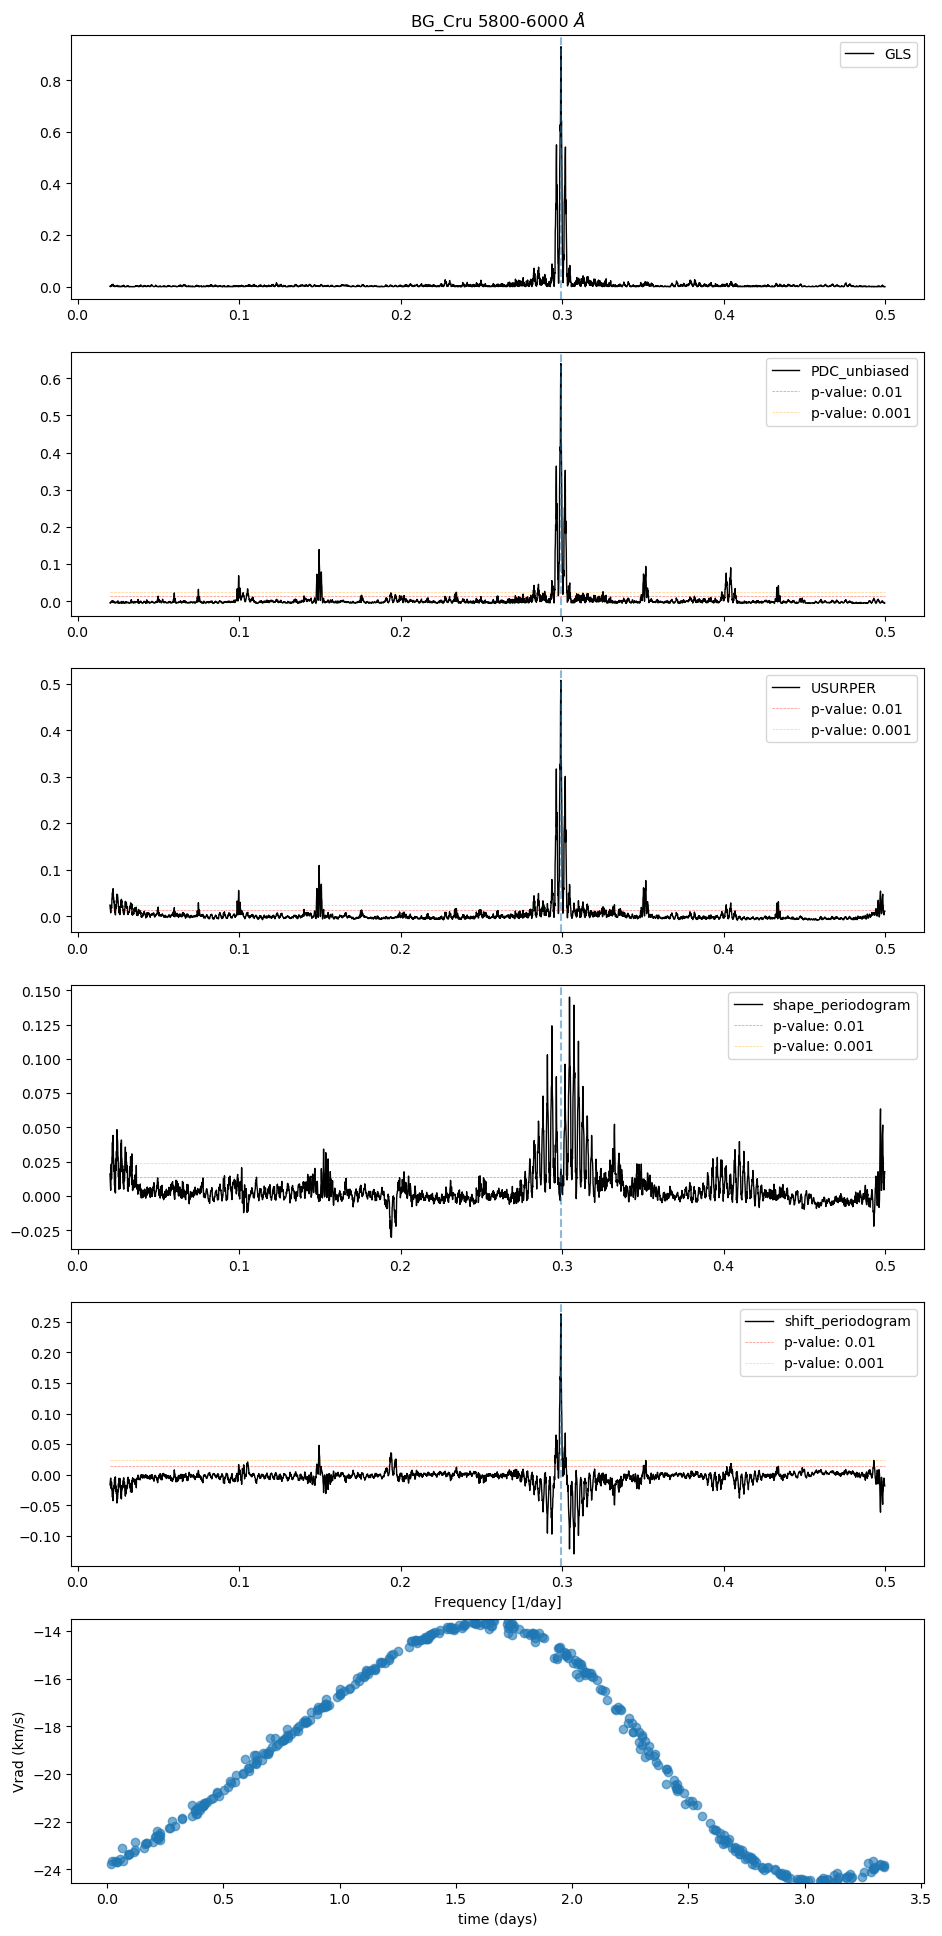 BG_Cru 5800-6000 Å
GLS
0.8
0.6
0.4
0.2
0.0
0.0 0.1 0.2 0.3 0.4 0.5
PDC_unbiased
p-value: 0.01
p-value: 0.001
0.6
0.5
0.4
0.3
0.2
0.1
0.0
0.0 0.1 0.2 0.3 0.4 0.5
USURPER
p-value: 0.01
p-value: 0.001
0.5
0.4
0.3
0.2
0.1
0.0
0.0 0.1 0.2 0.3 0.4 0.5
shape_periodogram
p-value: 0.01
p-value: 0.001
0.150
0.125
0.100
0.075
0.050
0.025
0.000
−0.025
0.0 0.1 0.2 0.3 0.4 0.5
shift_periodogram
p-value: 0.01
p-value: 0.001
0.25
0.20
0.15
0.10
0.05
0.00
−0.05
−0.10
0.0 0.1 0.2 0.3 0.4 0.5
Frequency [1/day]
Vrad (km/s)
−14
−16
−18
−20
−22
−24
0.0 0.5 1.0 1.5 2.0 2.5 3.0 3.5
time (days)